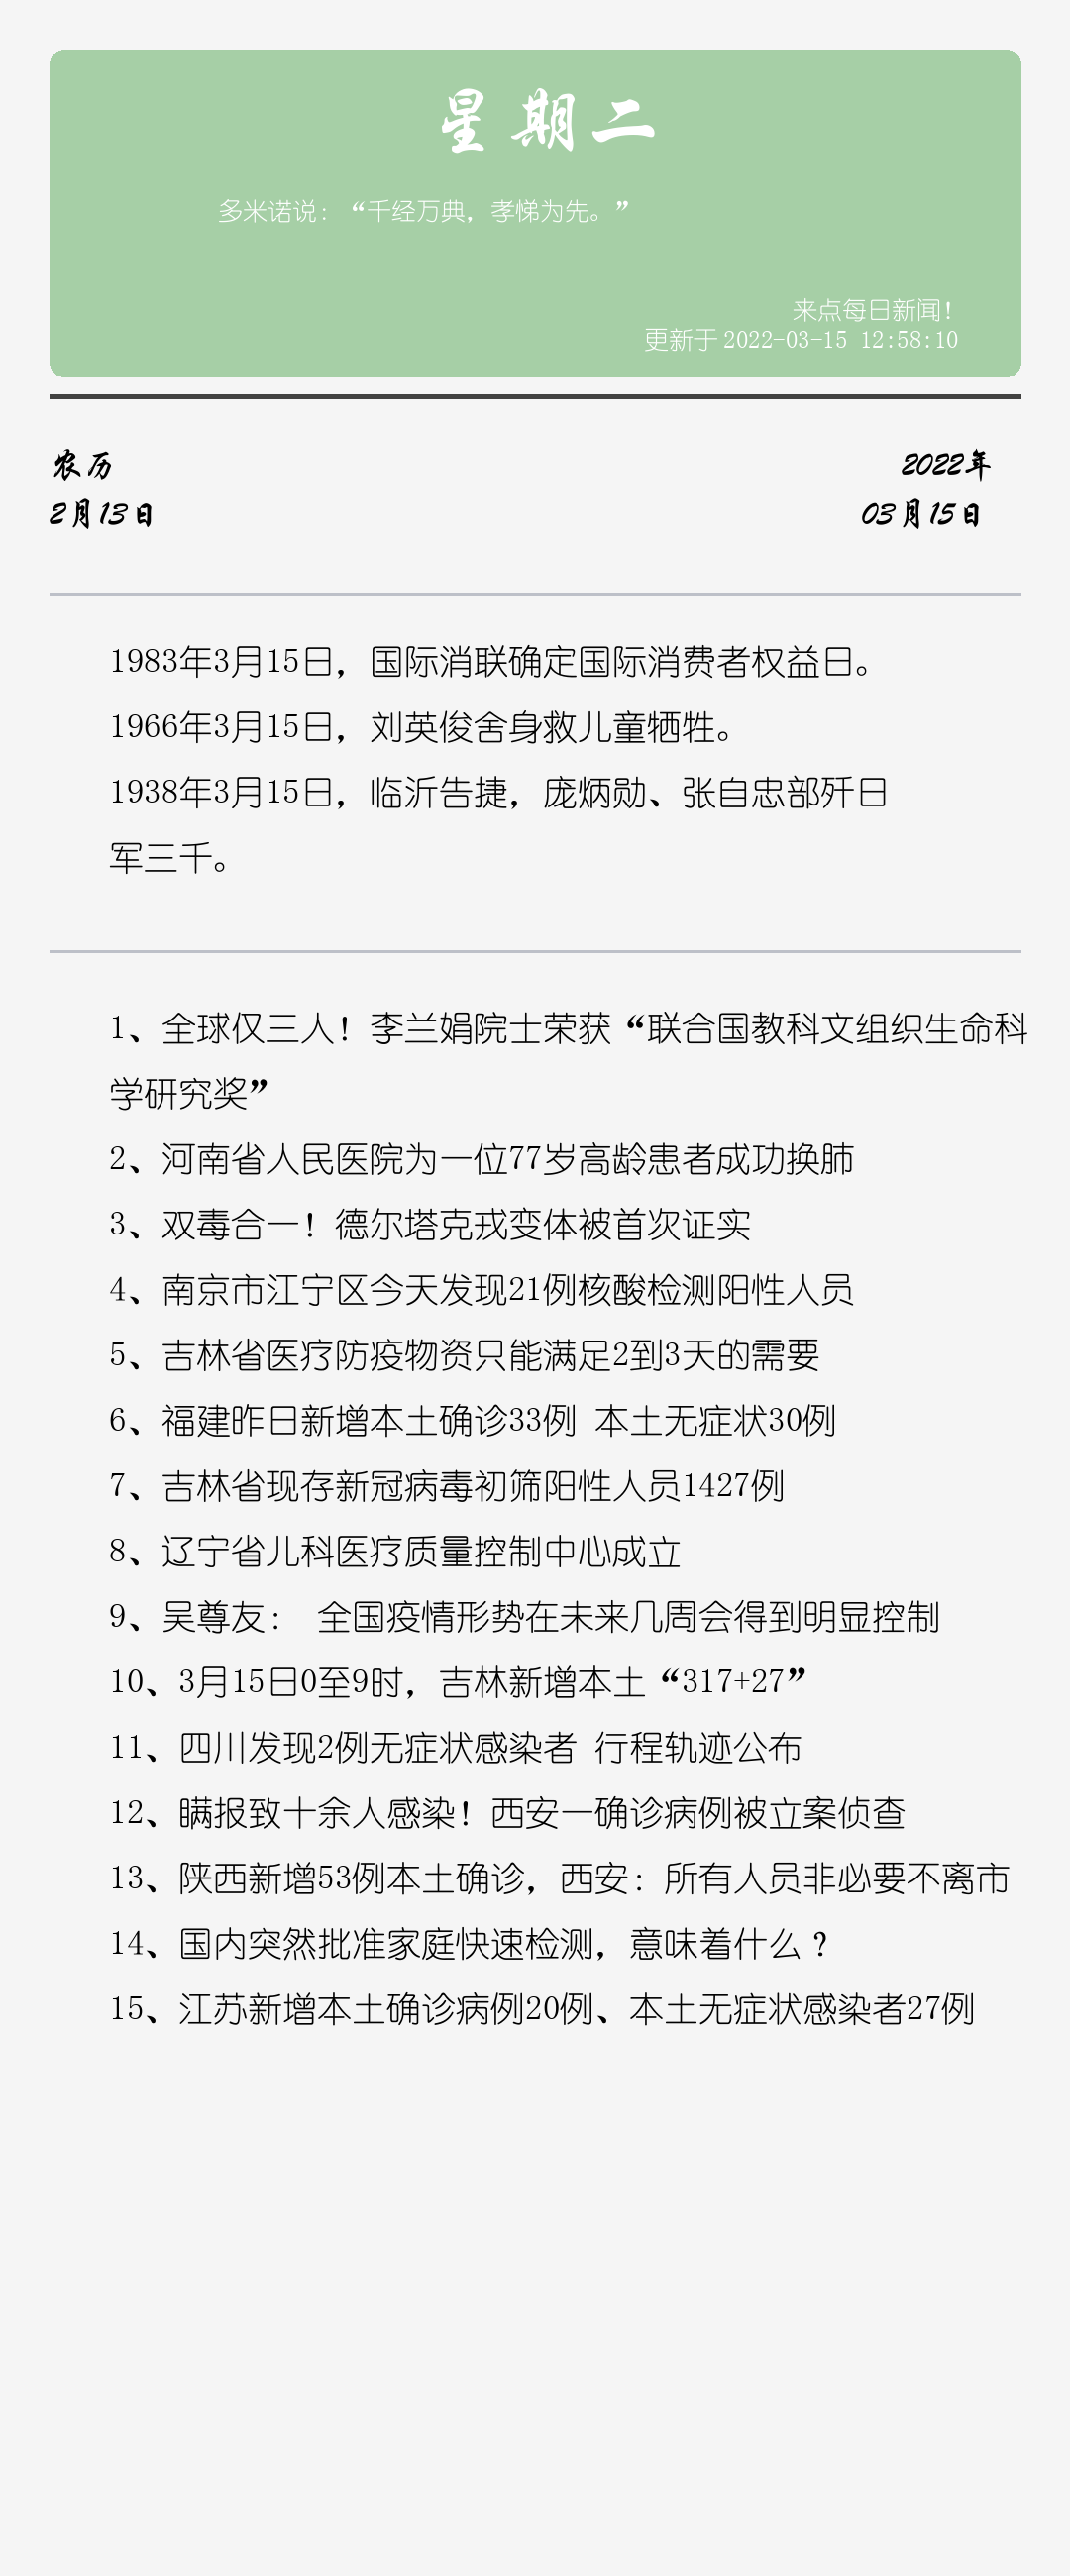 星期二
多米诺说：“千经万典，孝悌为先。”
来点每日新闻！
更新于 2022-03-15 12:58:10
农历
2月13日
2022年
03月15日
1983年3月15日，国际消联确定国际消费者权益日。
1966年3月15日，刘英俊舍身救儿童牺牲。
1938年3月15日，临沂告捷，庞炳勋、张自忠部歼日
军三千。
1、全球仅三人！李兰娟院士荣获“联合国教科文组织生命科
学研究奖”
2、河南省人民医院为一位77岁高龄患者成功换肺
3、双毒合一！德尔塔克戎变体被首次证实
4、南京市江宁区今天发现21例核酸检测阳性人员
5、吉林省医疗防疫物资只能满足2到3天的需要
6、福建昨日新增本土确诊33例 本土无症状30例
7、吉林省现存新冠病毒初筛阳性人员1427例
8、辽宁省儿科医疗质量控制中心成立
9、吴尊友： 全国疫情形势在未来几周会得到明显控制
10、3月15日0至9时，吉林新增本土“317+27”
11、四川发现2例无症状感染者 行程轨迹公布
12、瞒报致十余人感染！西安一确诊病例被立案侦查
13、陕西新增53例本土确诊，西安：所有人员非必要不离市
14、国内突然批准家庭快速检测，意味着什么？
15、江苏新增本土确诊病例20例、本土无症状感染者27例